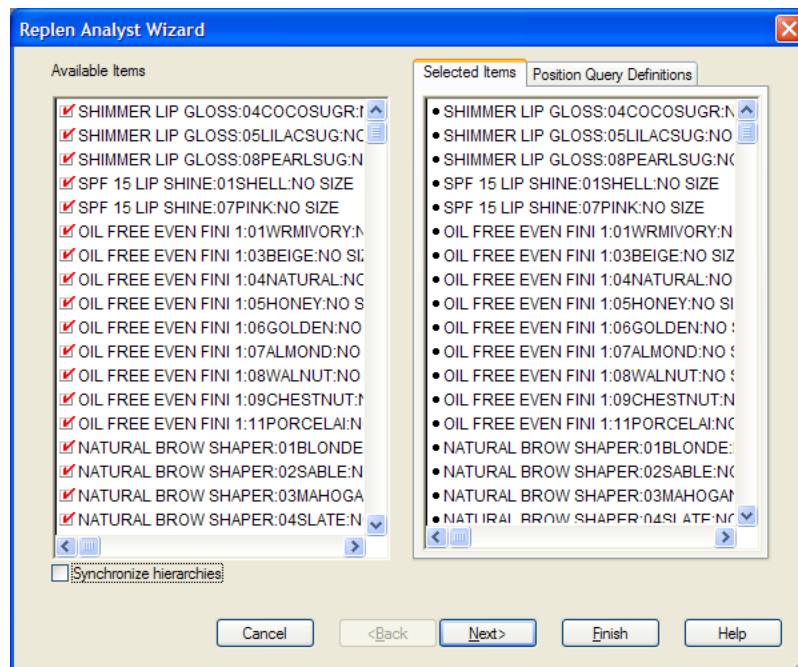 Replen Analyst Wizard
Available Items
SHIMMER LIP GLOSS:04COCOSUGR:
SHIMMER LIP GLOSS:05LILACSUG:NO
SHIMMER LIP GLOSS:08PEARLSUG:N
SPF 15 LIP SHINE:01SHELL:NO SIZE
SPF 15 LIP SHINE:07PINK:NO SIZE
OIL FREE EVEN FINI 1:01WRMIVORY:N
OIL FREE EVEN FINI 1:03BEIGE:NO SIZ
OIL FREE EVEN FINI 1:04NATURAL:NO
OIL FREE EVEN FINI 1:05HONEY:NO S
OIL FREE EVEN FINI 1:06GOLDEN:NO
OIL FREE EVEN FINI 1:07ALMOND:NO
OIL FREE EVEN FINI 1:08WALNUT:NO
OIL FREE EVEN FINI 1:09CHESTNUT:N
OIL FREE EVEN FINI 1:11PORCELAI:N
NATURAL BROW SHAPER:01BLONDE
NATURAL BROW SHAPER:02SABLE:N
NATURAL BROW SHAPER:03MAHOGA
NATURAL BROW SHAPER:04SLATE:N
Synchronize hierarchies
Selected Items Position Query Definitions
SHIMMER LIP GLOSS:04COCOSUGR:N
SHIMMER LIP GLOSS:05LILACSUG:NO
SHIMMER LIP GLOSS:08PEARLSUG:NO
SPF 15 LIP SHINE:01SHELL:NO SIZE
SPF 15 LIP SHINE:07PINK:NO SIZE
OIL FREE EVEN FINI 1:01WRMIVORY:N
OIL FREE EVEN FINI 1:03BEIGE:NO SIZ
OIL FREE EVEN FINI 1:04NATURAL:NO
OIL FREE EVEN FINI 1:05HONEY:NO SI
OIL FREE EVEN FINI 1:06GOLDEN:NO
OIL FREE EVEN FINI 1:07ALMOND:NO S
OIL FREE EVEN FINI 1:08WALNUT:NO S
OIL FREE EVEN FINI 1:09CHESTNUT:N
OIL FREE EVEN FINI 1:11PORCELAI:NO
NATURAL BROW SHAPER:01BLONDE:
NATURAL BROW SHAPER:02SABLE:NO
NATURAL BROW SHAPER:03MAHOGAN
NATURAL BROW SHAPER:04SLATE:NO
Cancel <Back Next> Finish Help